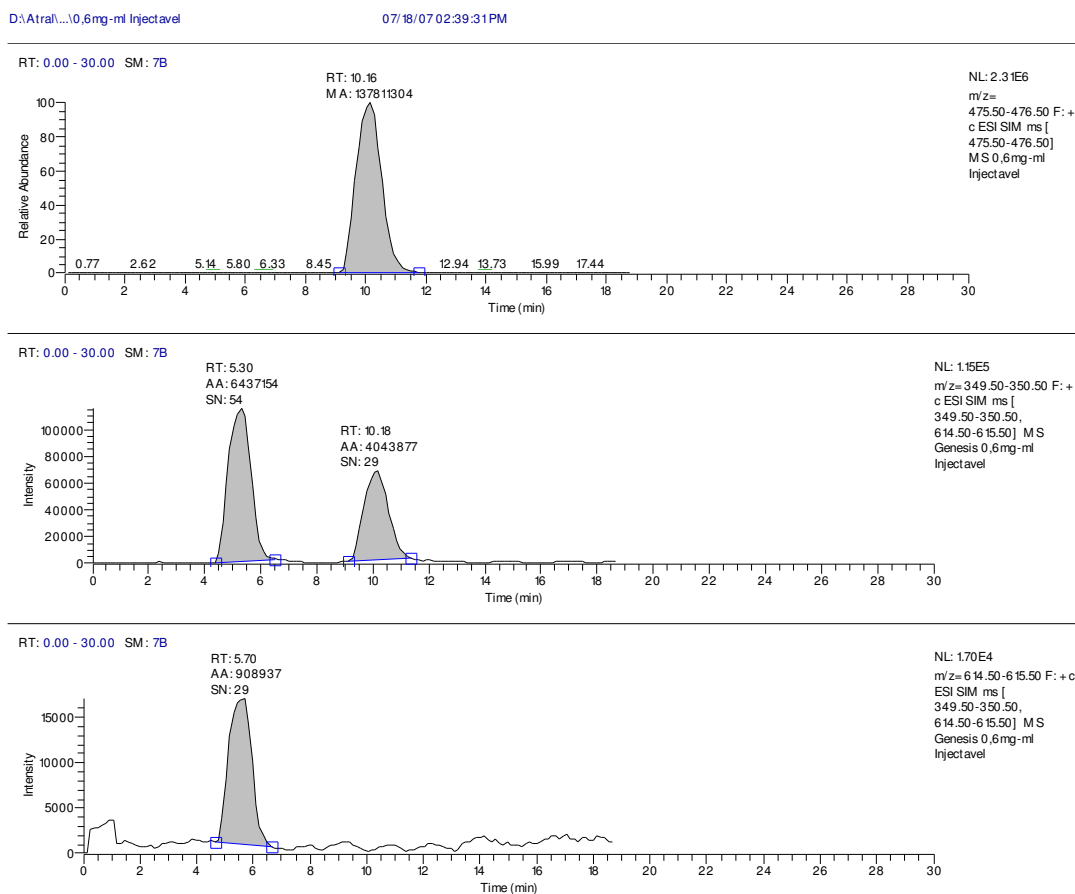 D:\Atral\...\0,6mg-ml Injectavel 07/18/07 02:39:31 PM
RT: 0.00 - 30.00 SM: 7B
RT: 10.16
MA: 137811304
NL: 2.31E6
m/z=
475.50-476.50 F: +
c ESI SIM ms [
475.50-476.50]
MS 0,6mg-ml
Injectavel
100
80
60
40
20
0
Relative Abundance
0.77 2.62 5.14 5.80 6.33 8.45 12.94 13.73 15.99 17.44
0 2 4 6 8 10 12 14 16 18 20 22 24 26 28 30
Time (min)
RT: 0.00 - 30.00 SM: 7B
RT: 5.30
AA: 6437154
SN: 54
RT: 10.18
AA: 4043877
SN: 29
NL: 1.15E5
m/z= 349.50-350.50 F: +
c ESI SIM ms [
349.50-350.50,
614.50-615.50] MS
Genesis 0,6mg-ml
Injectavel
100000
80000
60000
40000
20000
0
Intensity
0 2 4 6 8 10 12 14 16 18 20 22 24 26 28 30
Time (min)
RT: 0.00 - 30.00 SM: 7B
RT: 5.70
AA: 908937
SN: 29
NL: 1.70E4
m/z= 614.50-615.50 F: + c
ESI SIM ms [
349.50-350.50,
614.50-615.50] MS
Genesis 0,6mg-ml
Injectavel
15000
10000
5000
0
Intensity
0 2 4 6 8 10 12 14 16 18 20 22 24 26 28 30
Time (min)